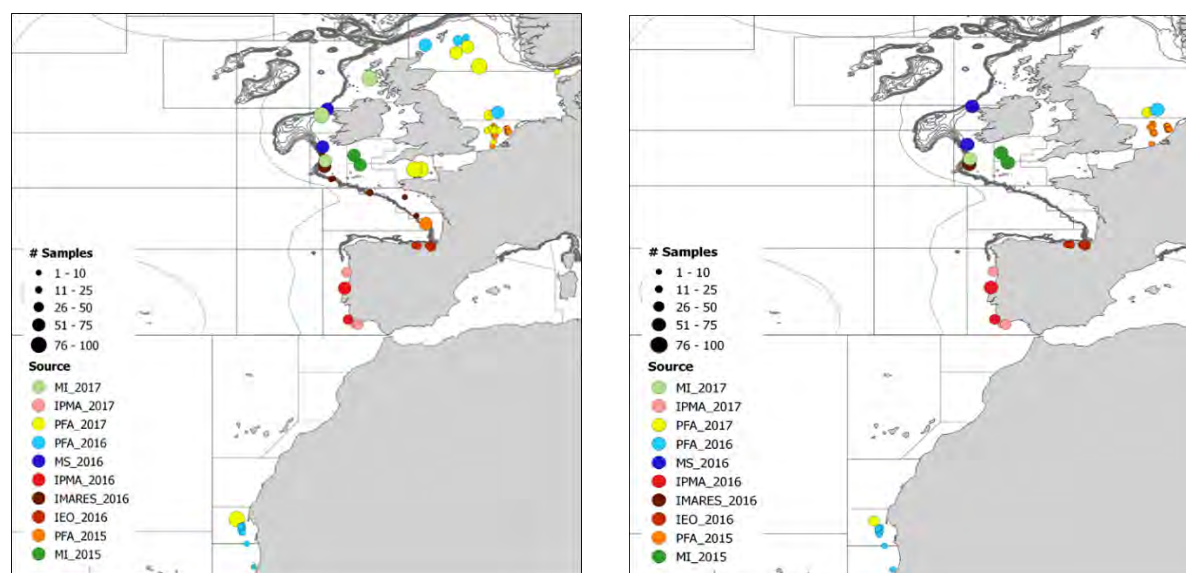 # Samples
1 - 10
11 - 25
26 - 50
51 - 75
76 - 100
Source
MI_2017
IPMA_2017
PFA_2017
PFA_2016
MS_2016
IPMA_2016
IMARES_2016
IEO_2016
PFA_2015
MI_2015
# Samples
1 - 10
11 - 25
26 - 50
51 - 75
76 - 100
Source
MI_2017
IPMA_2017
PFA_2017
PFA_2016
MS_2016
IPMA_2016
IMARES_2016
IEO_2016
PFA_2015
MI_2015